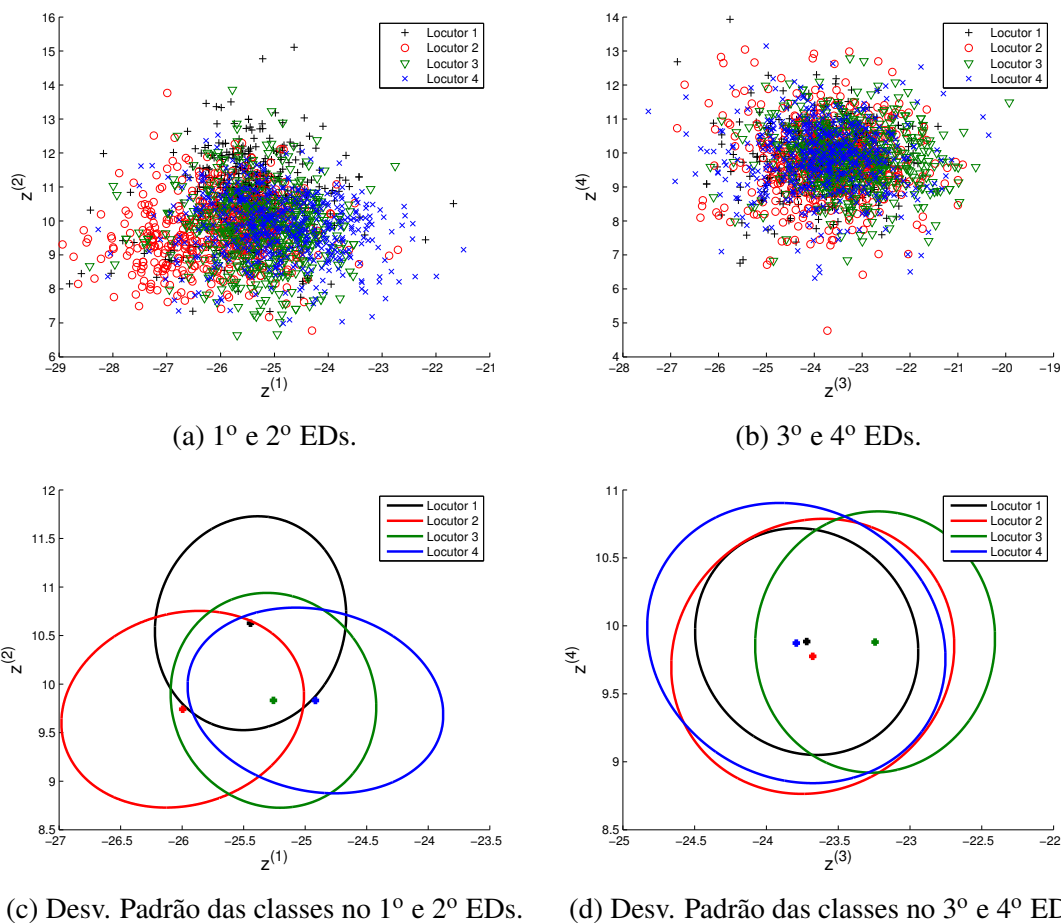 16
15
14
13
12
11
10
9
8
7
6
−29 −28 −27 −26 −25 −24 −23 −22 −21
z(2)
z(1)
Locutor 1
Locutor 2
Locutor 3
Locutor 4
(a) 1º e 2º EDs.
14
13
12
11
10
9
8
7
6
5
4
−28 −27 −26 −25 −24 −23 −22 −21 −20 −19
z(4)
z(3)
Locutor 1
Locutor 2
Locutor 3
Locutor 4
(b) 3º e 4º EDs.
12
11.5
11
10.5
10
9.5
9
8.5
−27 −26.5 −26 −25.5 −25 −24.5 −24 −23.5
z(2)
z(1)
Locutor 1
Locutor 2
Locutor 3
Locutor 4
(c) Desv. Padrão das classes no 1º e 2º EDs.
11
10.5
10
9.5
9
8.5
−25 −24.5 −24 −23.5 −23 −22.5 −22
z(4)
z(3)
Locutor 1
Locutor 2
Locutor 3
Locutor 4
(d) Desv. Padrão das classes no 3º e 4º E